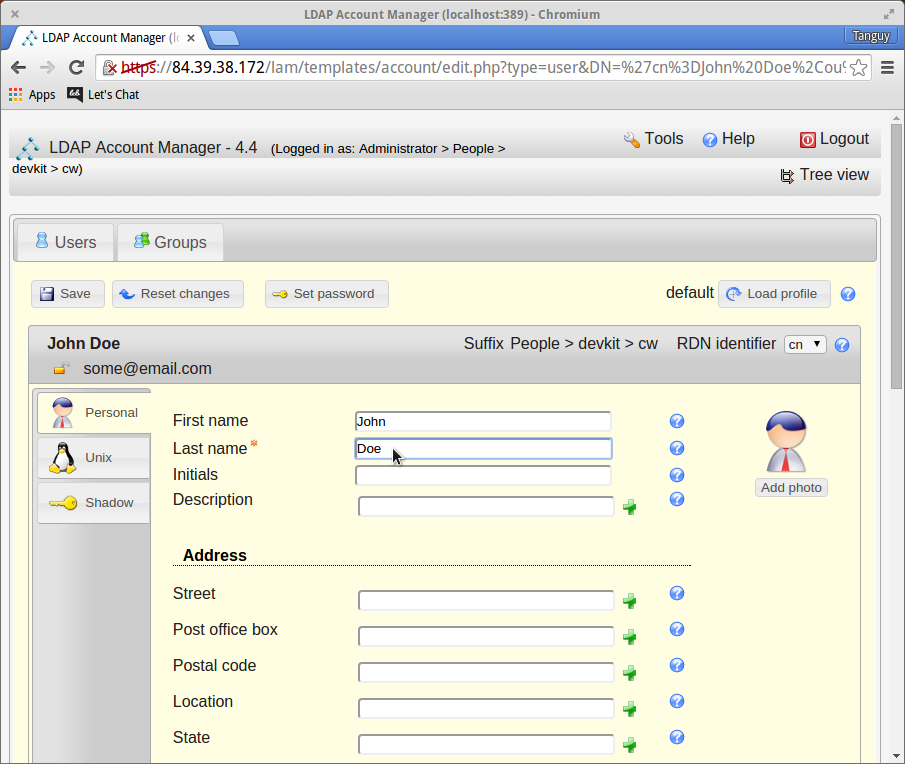 LDAP Account Manager (localhost:389) - Chromium
LDAP Account Manager (l
Tanguy
https://84.39.38.172/lam/templates/account/edit.php?type=user&DN=%27cn%3DJohn%20Doe%2Cou
Apps Let's Chat
LDAP Account Manager - 4.4 (Logged in as: Administrator > People >
devkit > cw)
Tools Help Logout
Tree view
Users Groups
Save Reset changes Set password default Load profile
John Doe Suffix People > devkit > cw RDN identifier cn
some@email.com
Personal
Unix
Shadow
First name John
Last name* Doe
Initials
Description
Add photo
Address
Street
Post office box
Postal code
Location
State